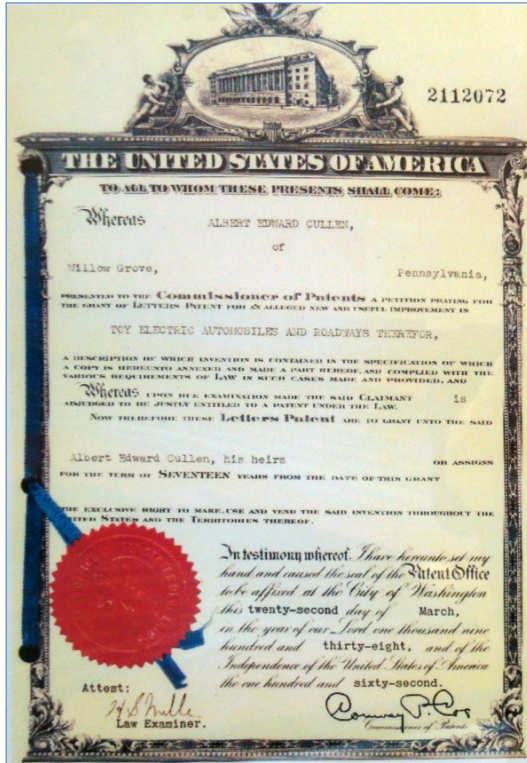 2112072
THE UNITED STATES OF AMERICA
TO ALL TO WHOM THESE PRESENTS SHALL COME:
Whereas ALBERT EDWARD CULLEN,
of
Willow Grove, Pennsylvania,
PRESENTED TO THE Commissioner of Patents A PETITION PRAYING FOR
THE GRANT OF LETTERS PATENT FOR AN ALLEGED NEW AND USEFUL IMPROVEMENT IN
TOY ELECTRIC AUTOMOBILES AND ROADWAYS THEREFOR,
A DESCRIPTION OF WHICH INVENTION IS CONTAINED IN THE SPECIFICATION OF WHICH
A COPY IS HEREUNTO ANNEXED AND MADE A PART HEREOF, AND COMPLIED WITH THE
VARIOUS REQUIREMENTS OF LAW IN SUCH CASES MADE AND PROVIDED, AND
Whereas UPON DUE EXAMINATION MADE THE SAID CLAIMANT is
ADJUDGED TO BE JUSTLY ENTITLED TO A PATENT UNDER THE LAW.
NOW THEREFORE THESE Letters Patent ARE TO GRANT UNTO THE SAID
Albert Edward Cullen, his heirs OR ASSIGNS
FOR THE TERM OF SEVENTEEN YEARS FROM THE DATE OF THIS GRANT
THE EXCLUSIVE RIGHT TO MAKE, USE AND VEND THE SAID INVENTION THROUGHOUT THE
UNITED STATES AND THE TERRITORIES THEREOF.
In testimony whereof, I have hereunto set my
hand and caused the seal of the Patent Office
to be affixed at the City of Washington
this twenty-second day of March,
in the year of our Lord one thousand nine
hundred and thirty-eight, and of the
Independence of the United States of America
the one hundred and sixty-second.
Attest:
Law Examiner.
Conway P. Coe
Commissioner of Patents